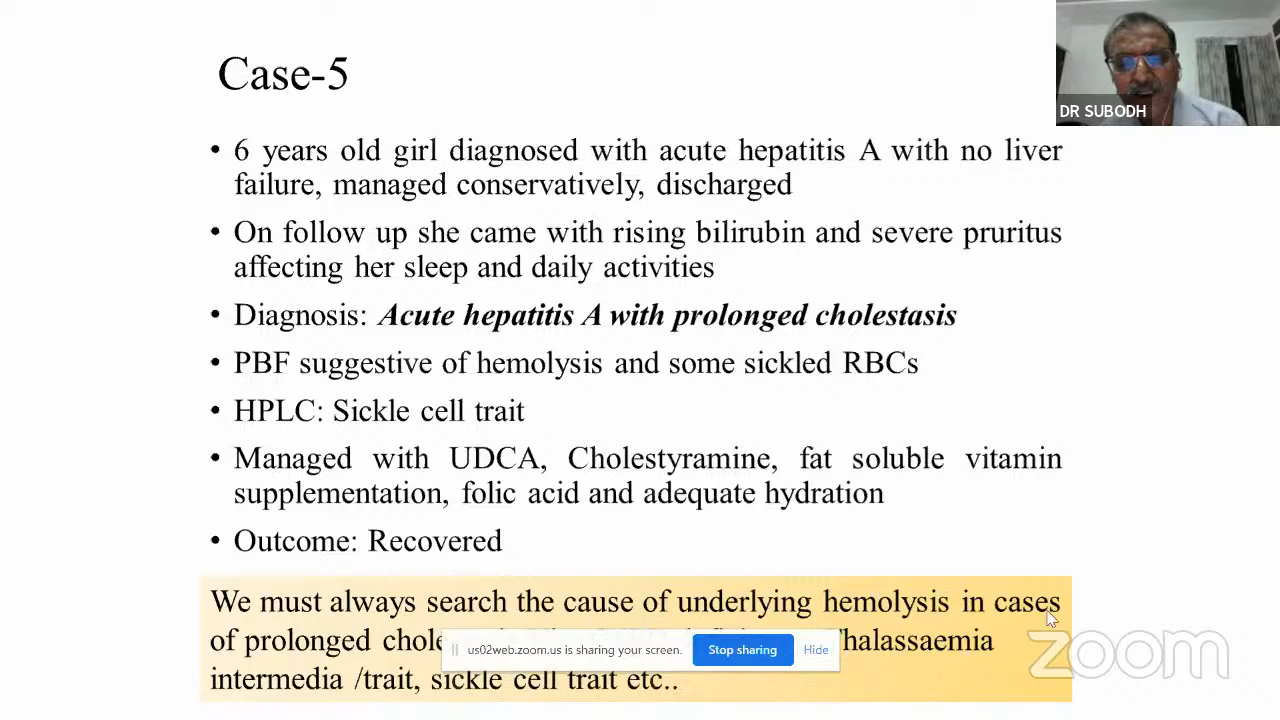 Case-5
DR SUBODH
• 6 years old girl diagnosed with acute hepatitis A with no liver
failure, managed conservatively, discharged
• On follow up she came with rising bilirubin and severe pruritus
affecting her sleep and daily activities
• Diagnosis: Acute hepatitis A with prolonged cholestasis
• PBF suggestive of hemolysis and some sickled RBCs
• HPLC: Sickle cell trait
• Managed with UDCA, Cholestyramine, fat soluble vitamin
supplementation, folic acid and adequate hydration
• Outcome: Recovered
We must always search the cause of underlying hemolysis in cases
of prolonged
us02web.zoom.us is sharing your screen. Stop sharing Hide
intermedia /trait, sickle cell trait etc..
zoom